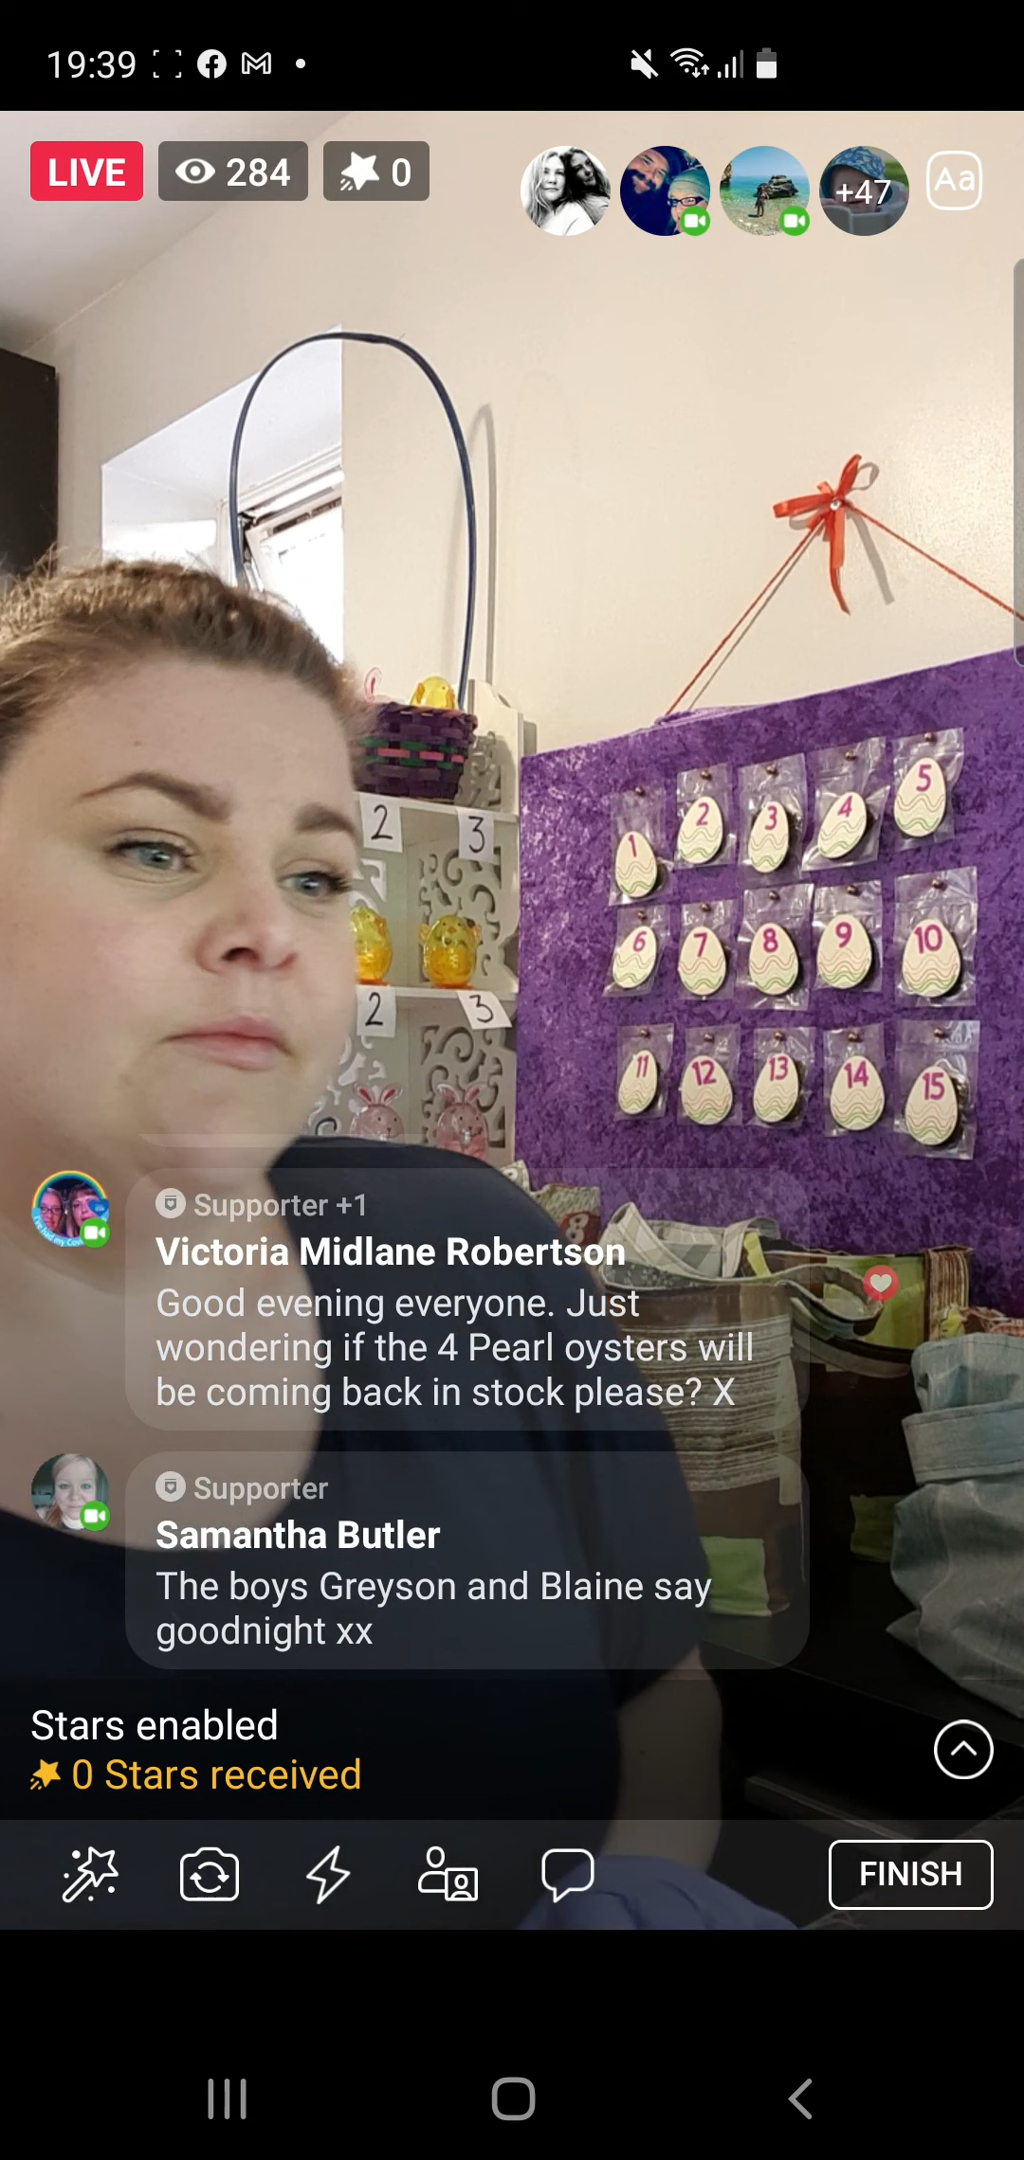 19:39
LIVE 284 0 +47 Aa
2 3
2 3
1 2 3 4 5
6 7 8 9 10
11 12 13 14 15
8
Supporter +1
Victoria Midlane Robertson
Good evening everyone. Just
wondering if the 4 Pearl oysters will
be coming back in stock please? X
Supporter
Samantha Butler
The boys Greyson and Blaine say
goodnight xx
Stars enabled
0 Stars received
FINISH